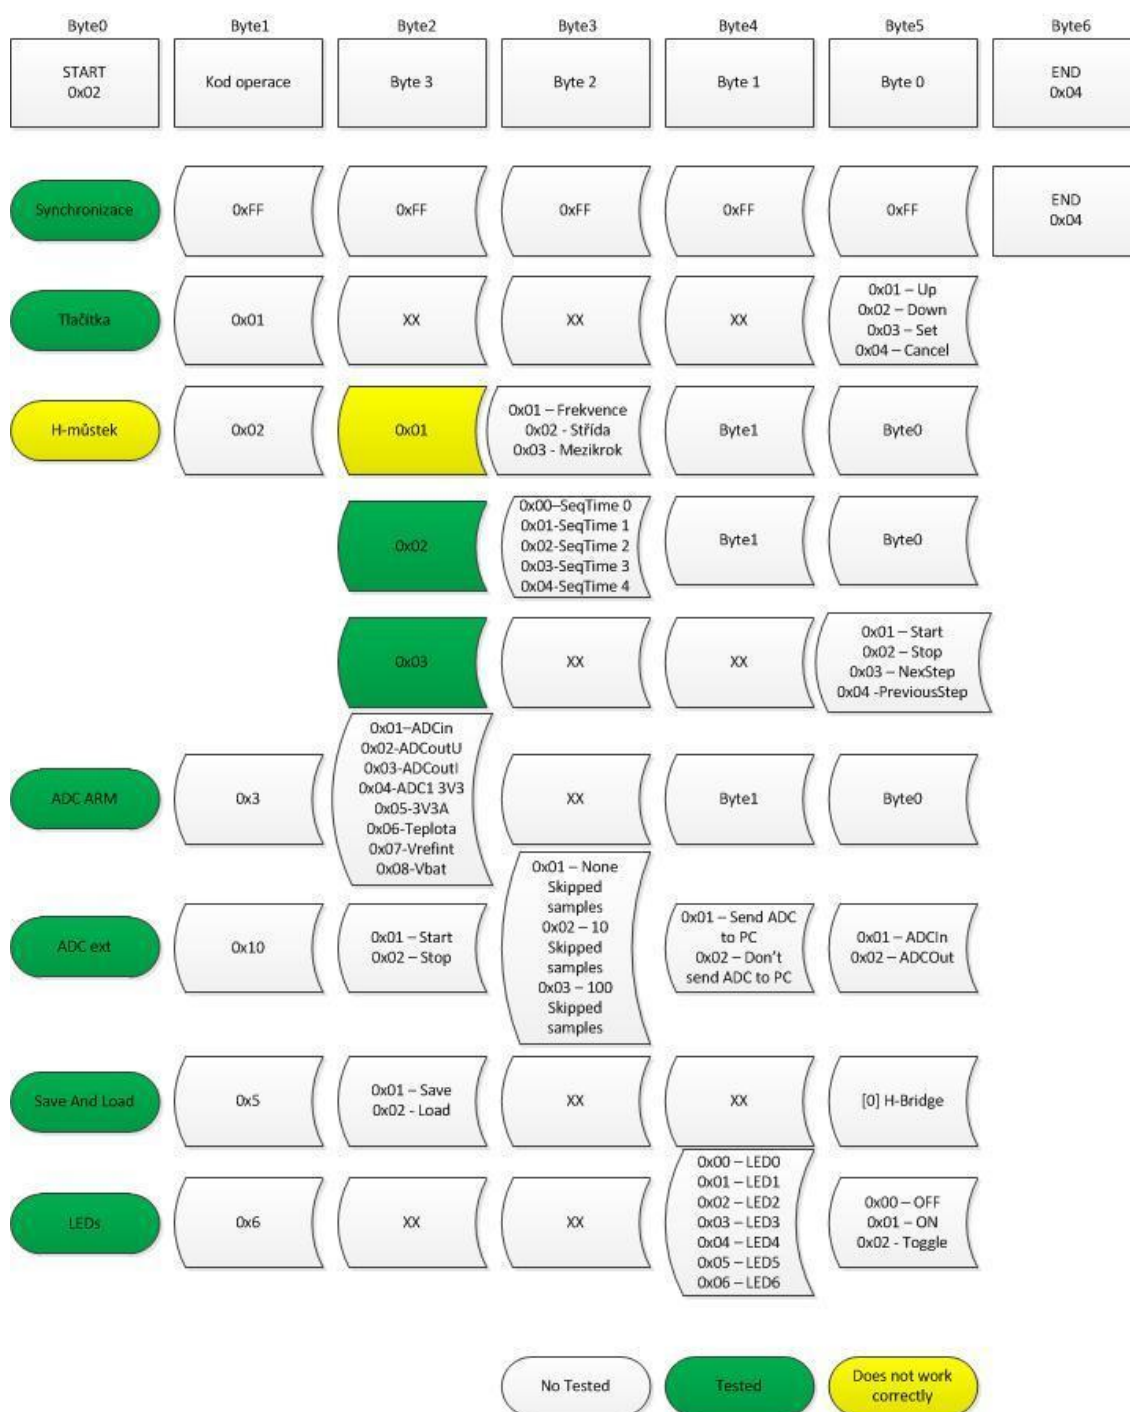 Byte0
Byte1
Byte2
Byte3
Byte4
Byte5
Byte6
START
0x02
Kod operace
Byte 3
Byte 2
Byte 1
Byte 0
END
0x04
Synchronizace
0xFF
0xFF
0xFF
0xFF
0xFF
END
0x04
Tlačítka
0x01
XX
XX
XX
0x01 – Up
0x02 – Down
0x03 – Set
0x04 – Cancel
H-můstek
0x02
0x01
0x01 – Frekvence
0x02 - Střída
0x03 - Mezikrok
Byte1
Byte0
0x02
0x00–SeqTime 0
0x01-SeqTime 1
0x02-SeqTime 2
0x03-SeqTime 3
0x04-SeqTime 4
Byte1
Byte0
0x03
XX
XX
0x01 – Start
0x02 – Stop
0x03 – NexStep
0x04 -PreviousStep
ADC ARM
0x3
0x01–ADCin
0x02-ADCoutU
0x03-ADCoutI
0x04-ADC1 3V3
0x05-3V3A
0x06-Teplota
0x07-Vrefint
0x08-Vbat
XX
Byte1
Byte0
ADC ext
0x10
0x01 – Start
0x02 – Stop
0x01 – None
Skipped
samples
0x02 – 10
Skipped
samples
0x03 – 100
Skipped
samples
0x01 – Send ADC
to PC
0x02 – Don't
send ADC to PC
0x01 – ADCIn
0x02 – ADCOut
Save And Load
0x5
0x01 – Save
0x02 - Load
XX
XX
[0] H-Bridge
LEDs
0x6
XX
XX
0x00 – LED0
0x01 – LED1
0x02 – LED2
0x03 – LED3
0x04 – LED4
0x05 – LED5
0x06 – LED6
0x00 – OFF
0x01 – ON
0x02 - Toggle
No Tested
Tested
Does not work
correctly